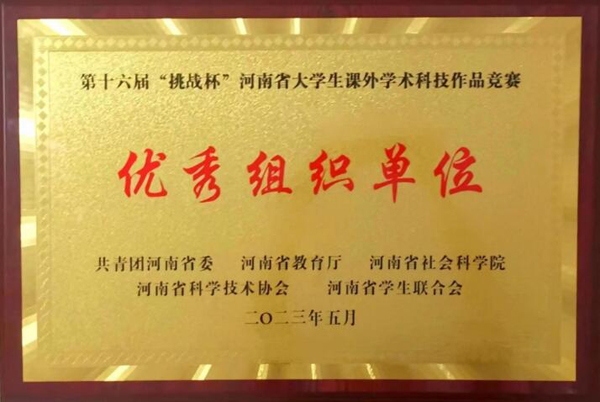 第十六届“挑战杯”河南省大学生课外学术科技作品竞赛
优秀组织单位
共青团河南省委 河南省教育厅 河南省社会科学院
河南省科学技术协会 河南省学生联合会
二〇二三年五月